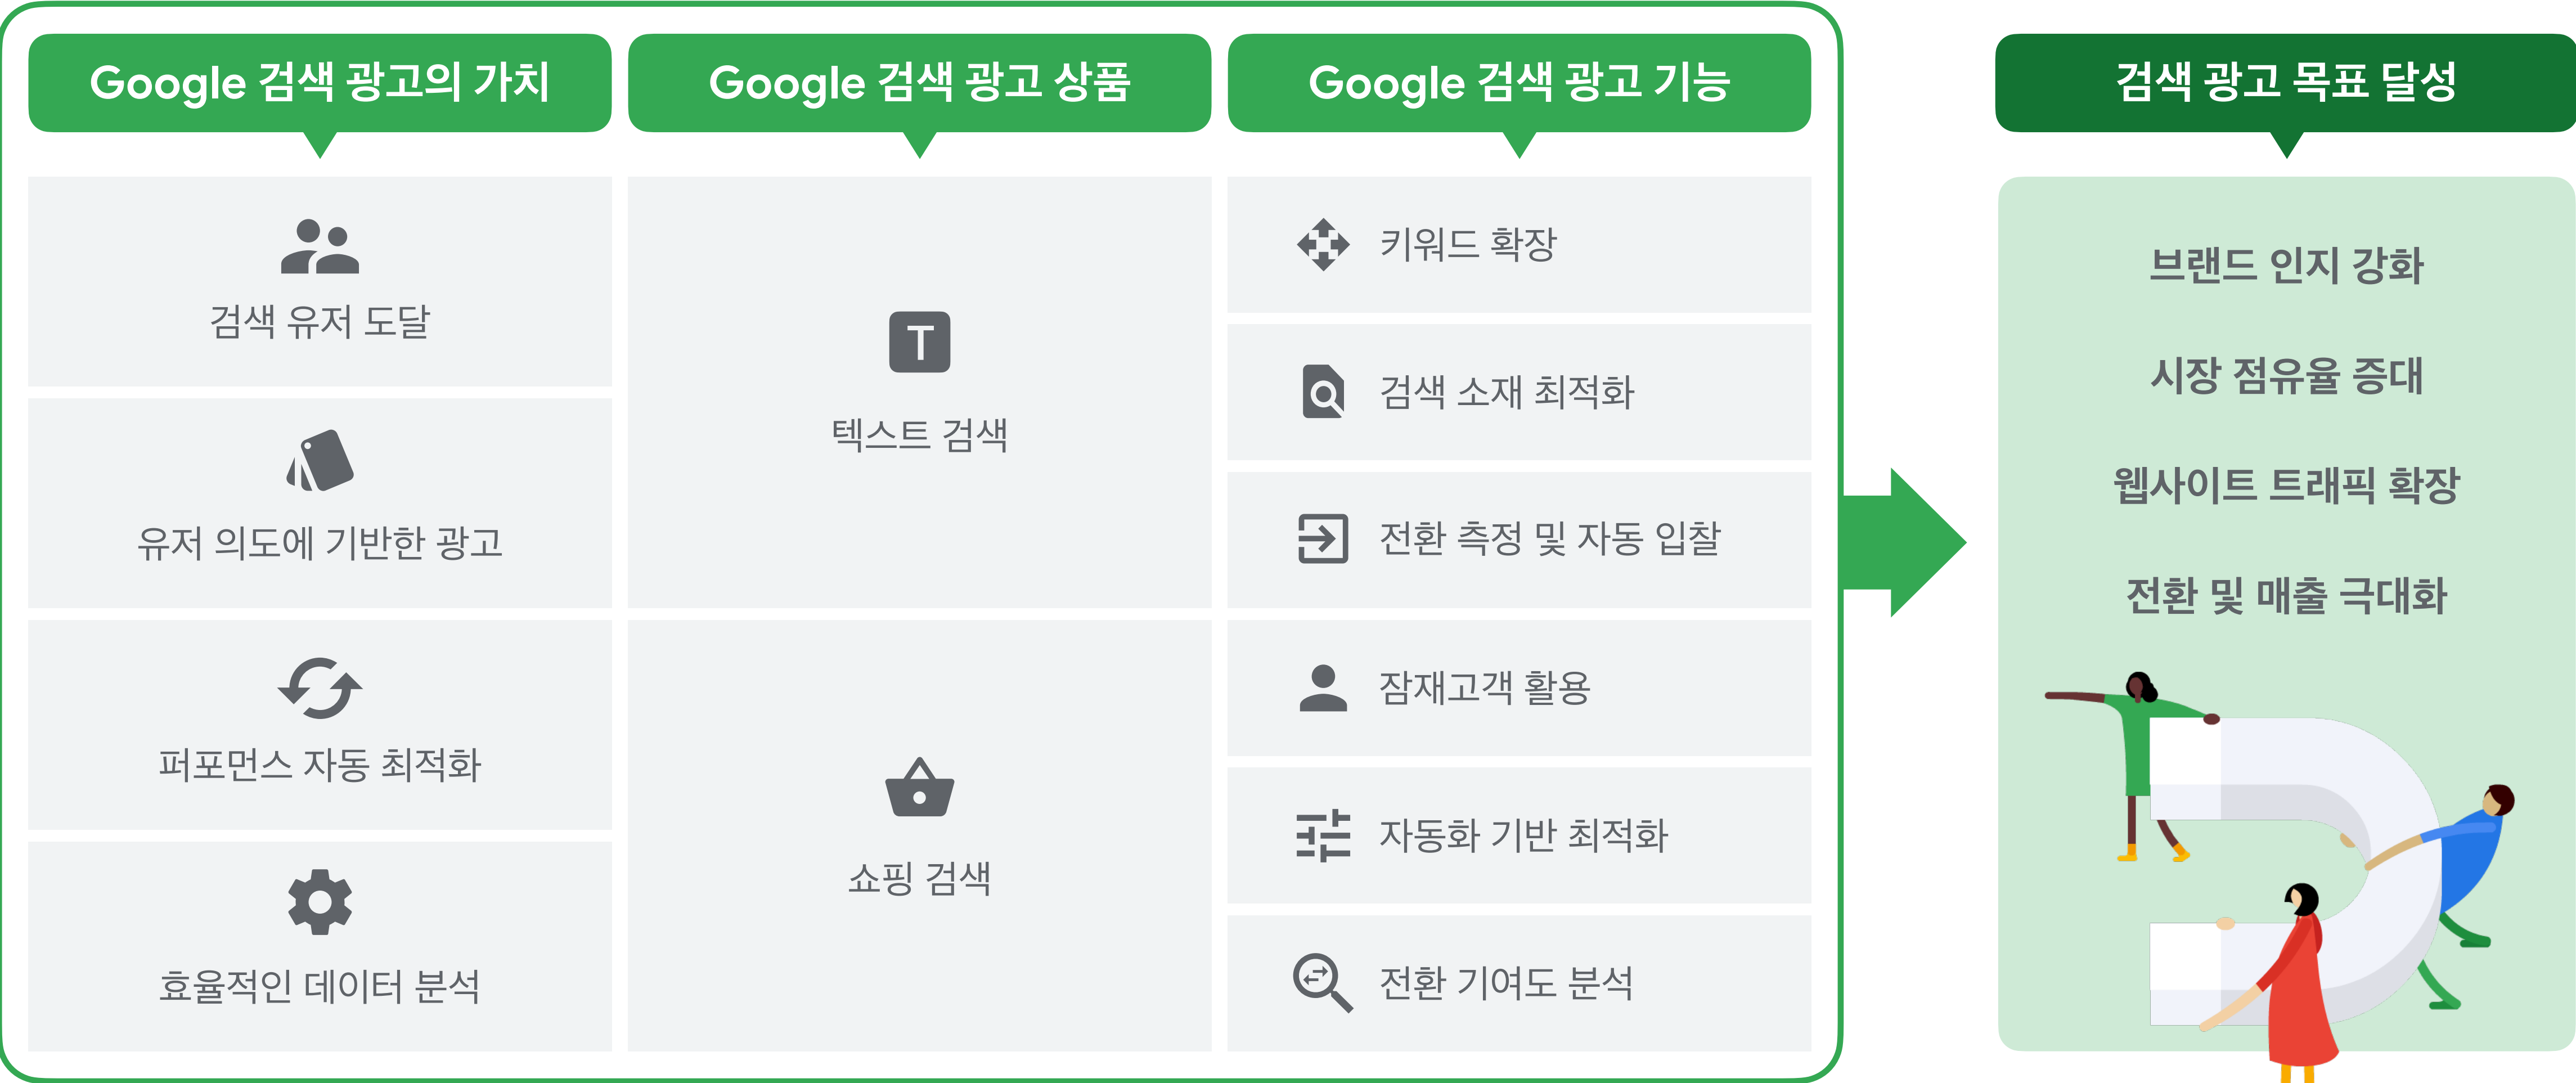 Google 검색 광고의 가치
검색 유저 도달
유저 의도에 기반한 광고
퍼포먼스 자동 최적화
효율적인 데이터 분석
Google 검색 광고 상품
T
텍스트 검색
쇼핑 검색
Google 검색 광고 기능
키워드 확장
검색 소재 최적화
전환 측정 및 자동 입찰
잠재고객 활용
자동화 기반 최적화
전환 기여도 분석
검색 광고 목표 달성
브랜드 인지 강화
시장 점유율 증대
웹사이트 트래픽 확장
전환 및 매출 극대화